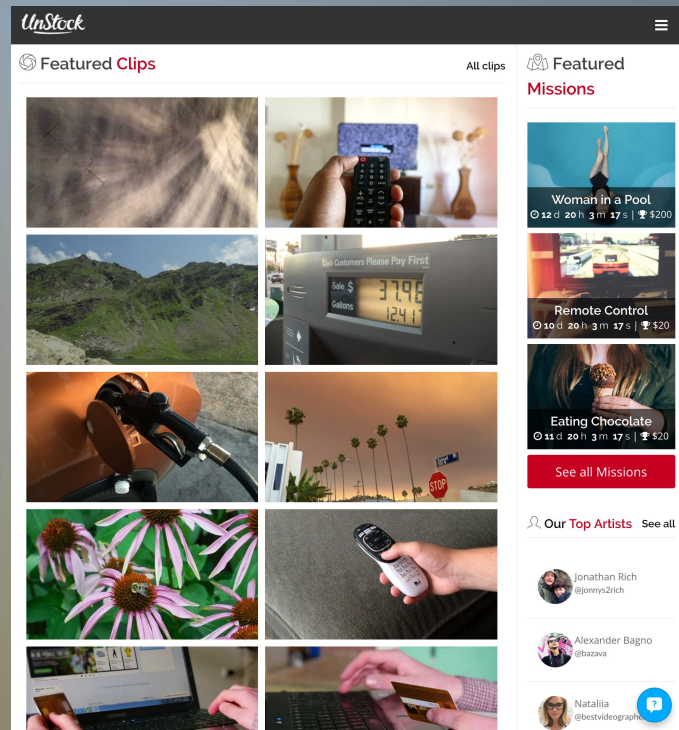 UnStock
Featured Clips
All clips
Cash Customers Please Pay First
Sale $
37.98
Gallons
12.41
STOP
Featured
Missions
Woman in a Pool
12 d 20 h 3 m 17 s | $200
Remote Control
10 d 20 h 3 m 17 s | $20
Eating Chocolate
11 d 20 h 3 m 17 s | $20
See all Missions
Our Top Artists See all
Jonathan Rich
@jonnys2rich
Alexander Bagno
@bazava
Nataliia
@bestvideographe
?